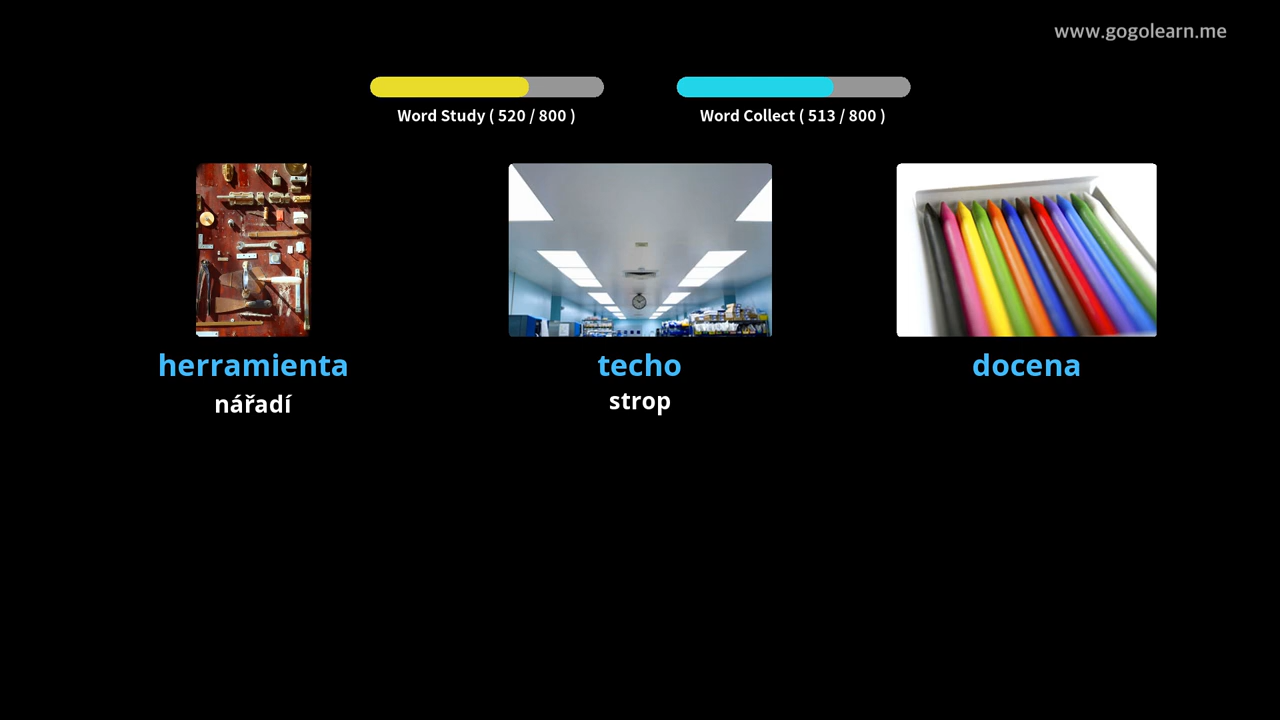 www.gogolearn.me
Word Study ( 520 / 800 )
Word Collect ( 513 / 800 )
herramienta
nářadí
techo
strop
docena